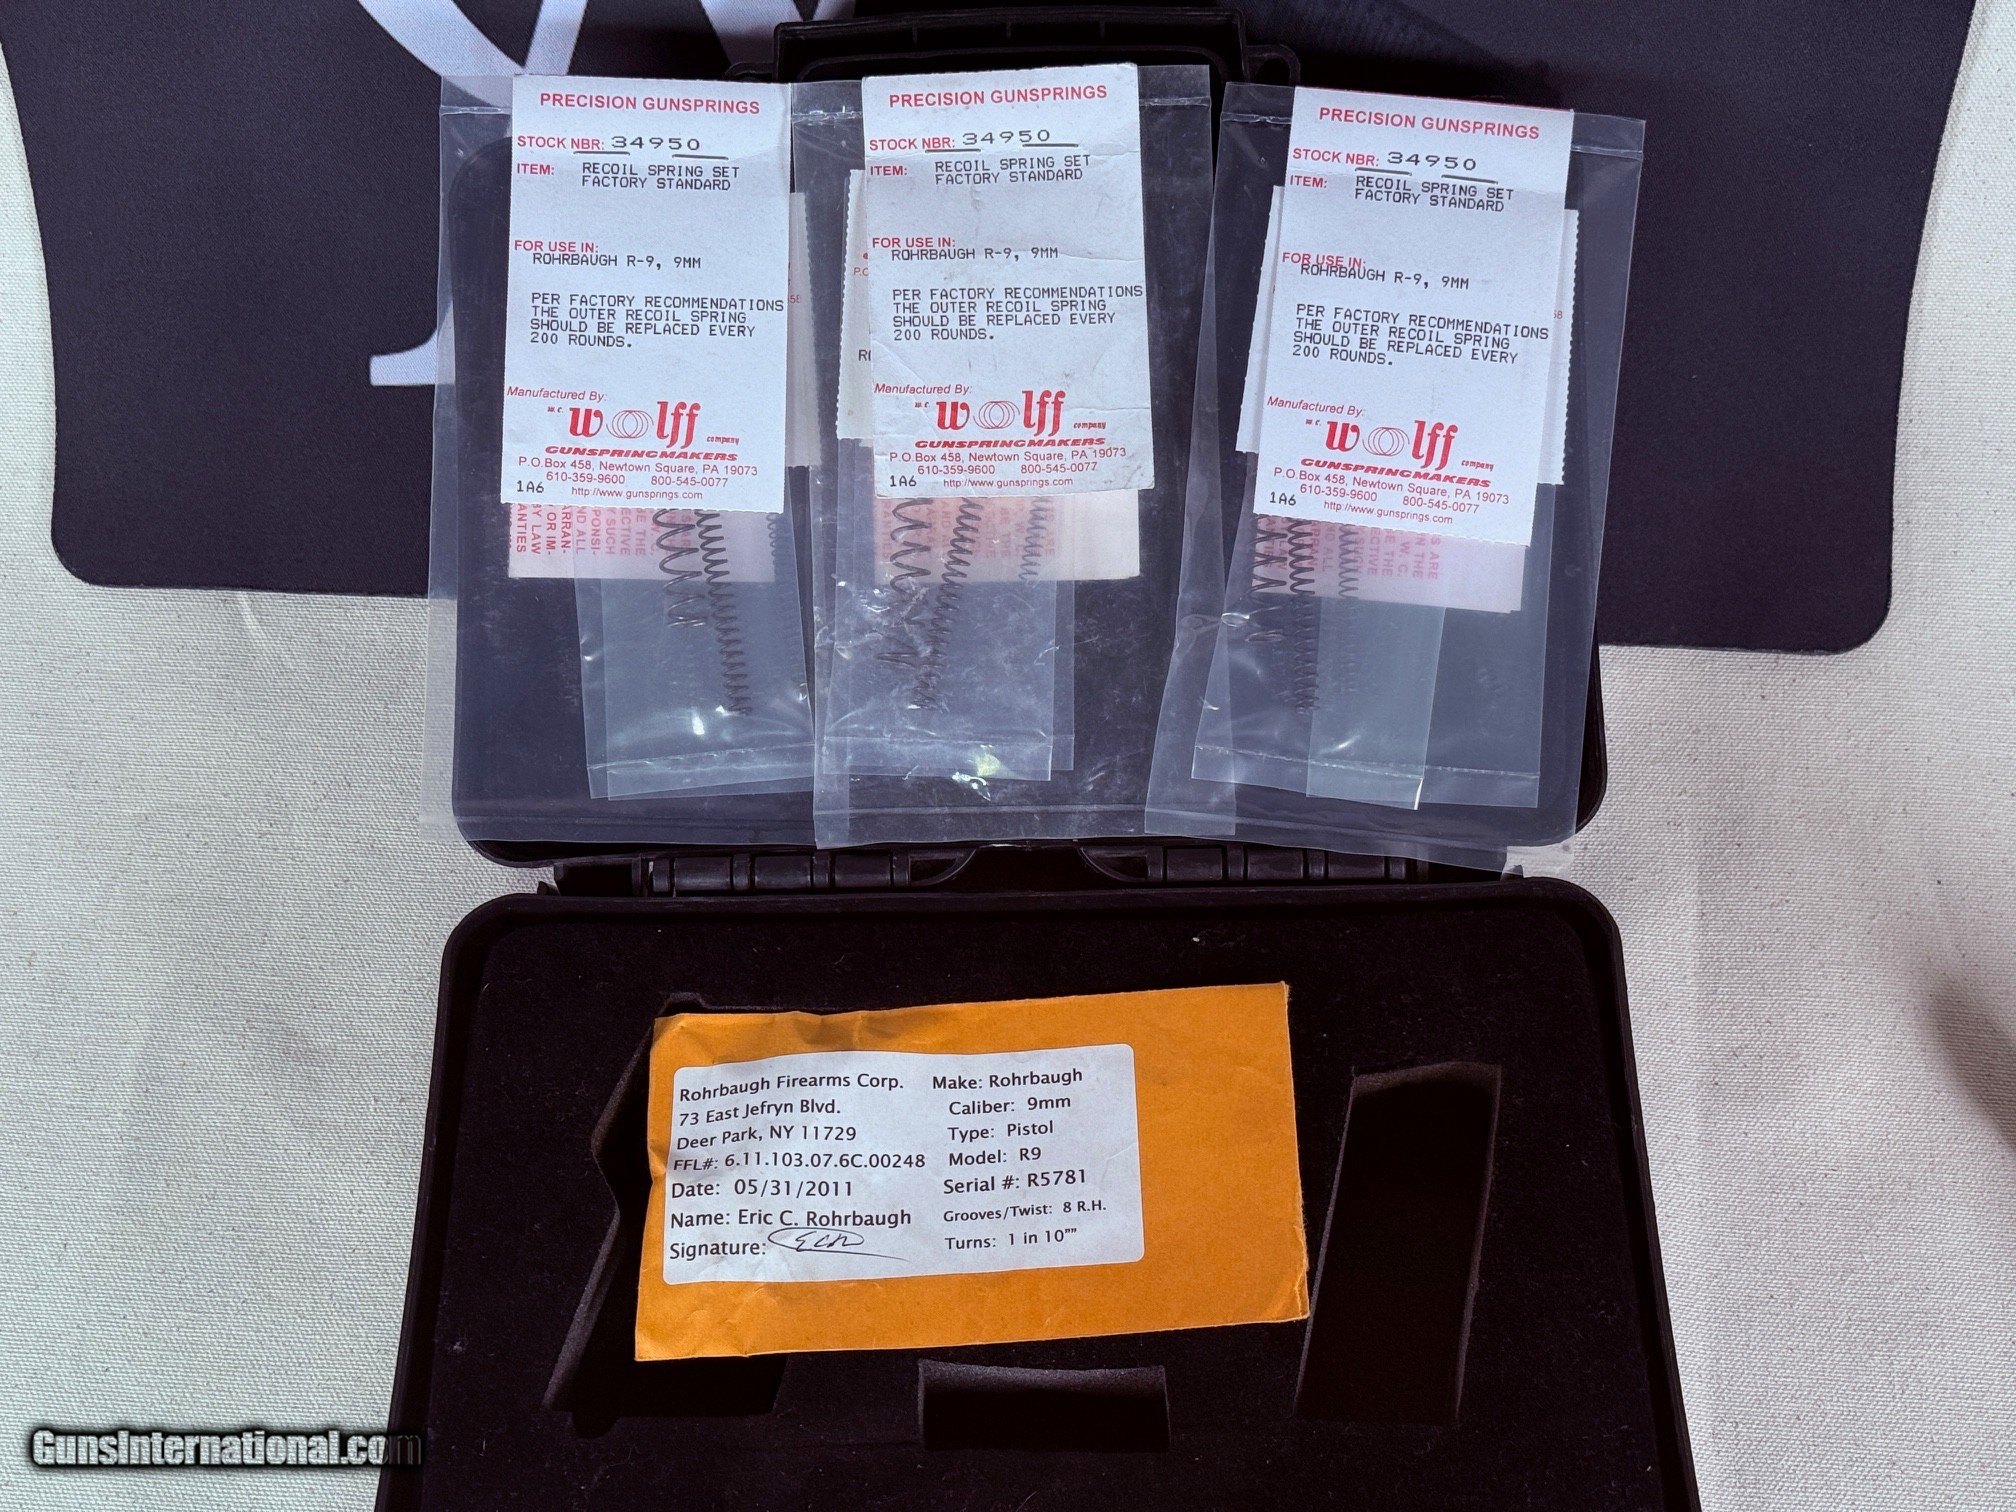 PRECISION GUNSPRINGS
STOCK NBR: 34950
ITEM: RECOIL SPRING SET
FACTORY STANDARD
FOR USE IN:
ROHRBAUGH R-9, 9MM
PER FACTORY RECOMMENDATIONS
THE OUTER RECOIL SPRING
SHOULD BE REPLACED EVERY
200 ROUNDS.
Manufactured By:
W.C. Wolff company
GUNSPRINGMAKERS
P.O.Box 458, Newtown Square, PA 19073
610-359-9600 800-545-0077
1A6 http://www.gunsprings.com
PRECISION GUNSPRINGS
STOCK NBR: 34950
ITEM: RECOIL SPRING SET
FACTORY STANDARD
FOR USE IN:
ROHRBAUGH R-9, 9MM
PER FACTORY RECOMMENDATIONS
THE OUTER RECOIL SPRING
SHOULD BE REPLACED EVERY
200 ROUNDS.
Manufactured By:
W.C. Wolff company
GUNSPRINGMAKERS
P.O.Box 458, Newtown Square, PA 19073
610-359-9600 800-545-0077
1A6 http://www.gunsprings.com
PRECISION GUNSPRINGS
STOCK NBR: 34950
ITEM: RECOIL SPRING SET
FACTORY STANDARD
FOR USE IN:
ROHRBAUGH R-9, 9MM
PER FACTORY RECOMMENDATIONS
THE OUTER RECOIL SPRING
SHOULD BE REPLACED EVERY
200 ROUNDS.
Manufactured By:
W.C. Wolff company
GUNSPRINGMAKERS
P.O.Box 458, Newtown Square, PA 19073
610-359-9600 800-545-0077
1A6 http://www.gunsprings.com
Rohrbaugh Firearms Corp.
73 East Jefryn Blvd.
Deer Park, NY 11729
FFL#: 6.11.103.07.6C.00248
Date: 05/31/2011
Name: Eric C. Rohrbaugh
Signature: ECR
Make: Rohrbaugh
Caliber: 9mm
Type: Pistol
Model: R9
Serial #: R5781
Grooves/Twist: 8 R.H.
Turns: 1 in 10""
GunsInternational.com